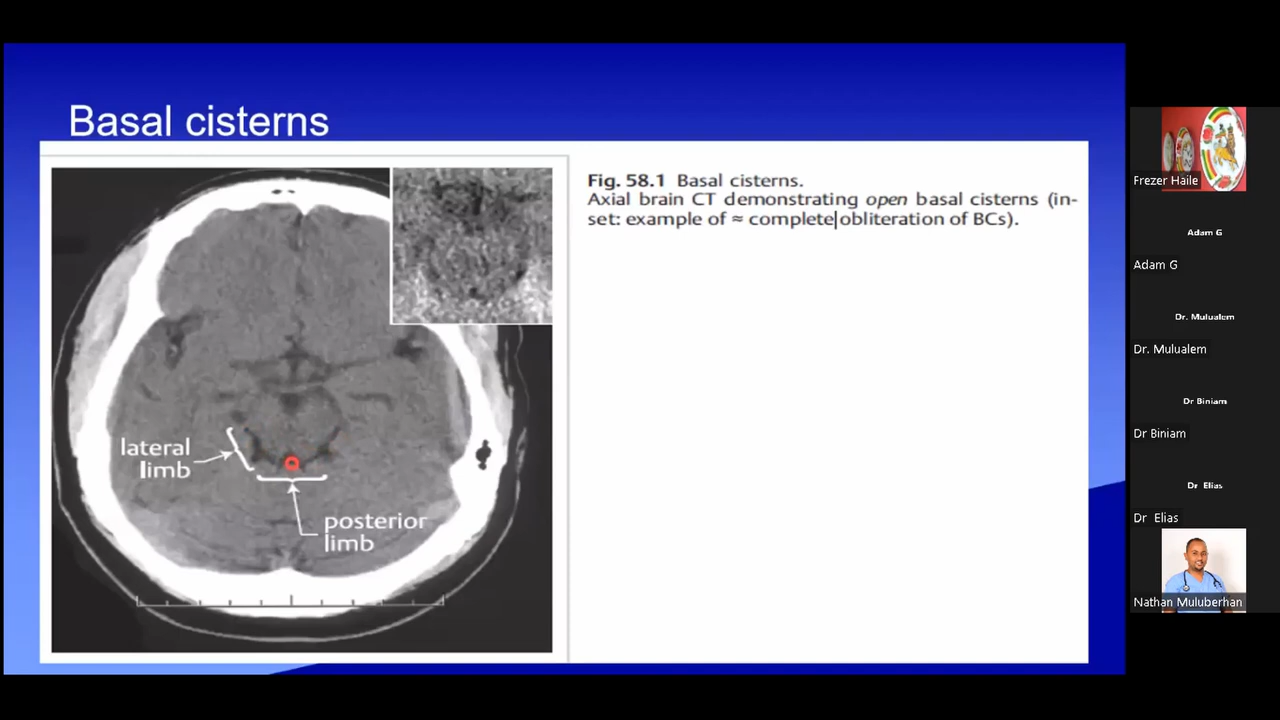 Basal cisterns
Fig. 58.1 Basal cisterns.
Axial brain CT demonstrating open basal cisterns (in-
set: example of ≈ complete obliteration of BCs).
lateral
limb
posterior
limb
Frezer Haile
Adam G
Adam G
Dr. Mulualem
Dr. Mulualem
Dr Biniam
Dr Biniam
Dr Elias
Dr Elias
Nathan Muluberhan